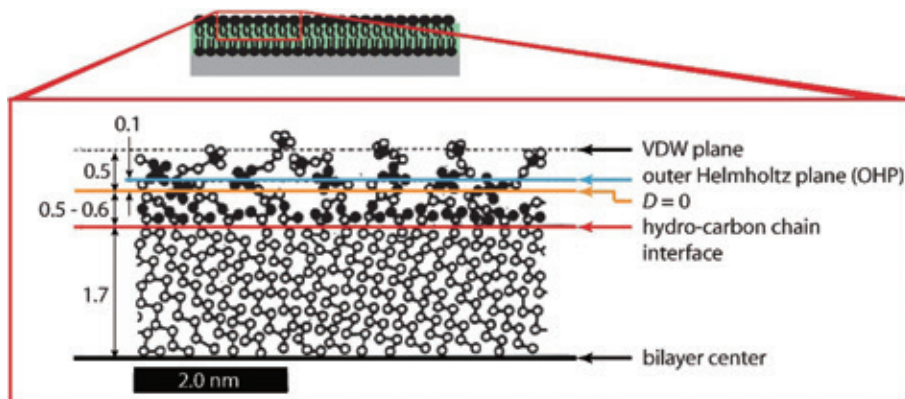 0.1
VDW plane
0.5
outer Helmholtz plane (OHP)
D = 0
0.5 - 0.6
hydro-carbon chain
interface
1.7
bilayer center
2.0 nm